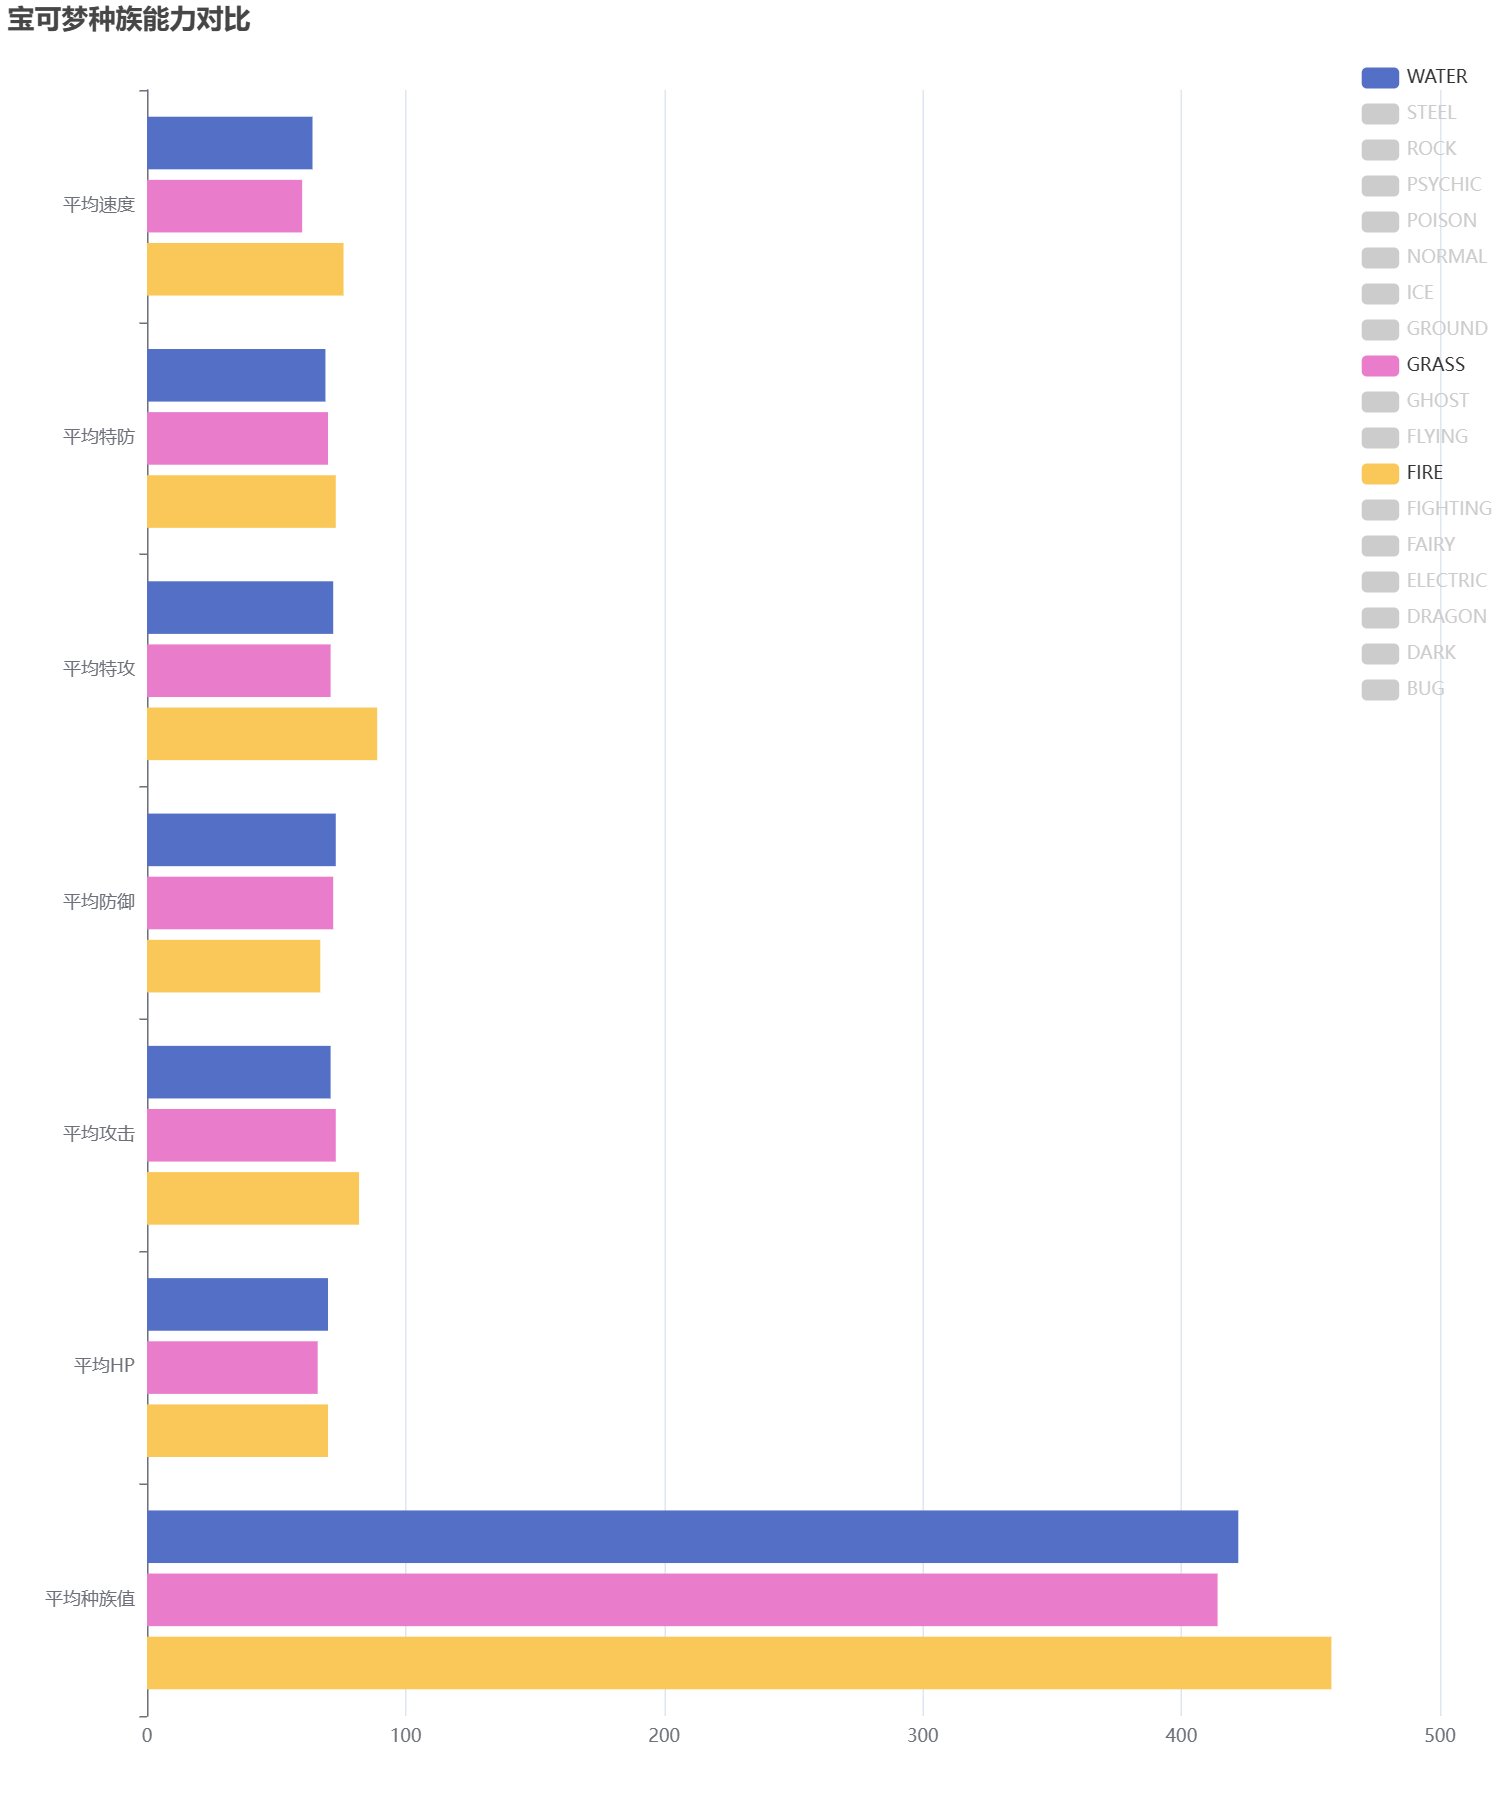 宝可梦种族能力对比
WATER
STEEL
ROCK
PSYCHIC
POISON
NORMAL
ICE
GROUND
GRASS
GHOST
FLYING
FIRE
FIGHTING
FAIRY
ELECTRIC
DRAGON
DARK
BUG
平均速度
平均特防
平均特攻
平均防御
平均攻击
平均HP
平均种族值
0 100 200 300 400 500